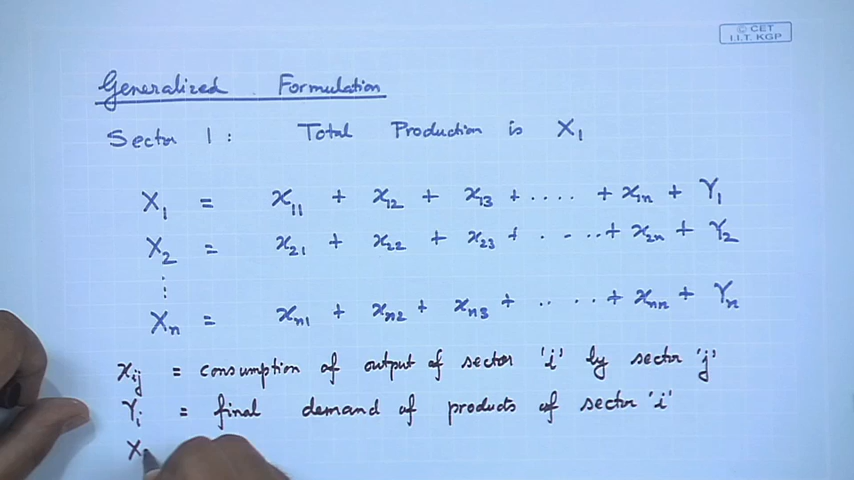 © CET
I.I.T. KGP
Generalized Formulation
Sector 1: Total Production is X₁
X₁ = x₁₁ + x₁₂ + x₁₃ + .... + x₁ₙ + Y₁
X₂ = x₂₁ + x₂₂ + x₂₃ + .... + x₂ₙ + Y₂
⋮
Xₙ = xₙ₁ + xₙ₂ + xₙ₃ + .... + xₙₙ + Yₙ
xᵢⱼ = consumption of output of sector 'i' by sector 'j'
Yᵢ = final demand of products of sector 'i'
X